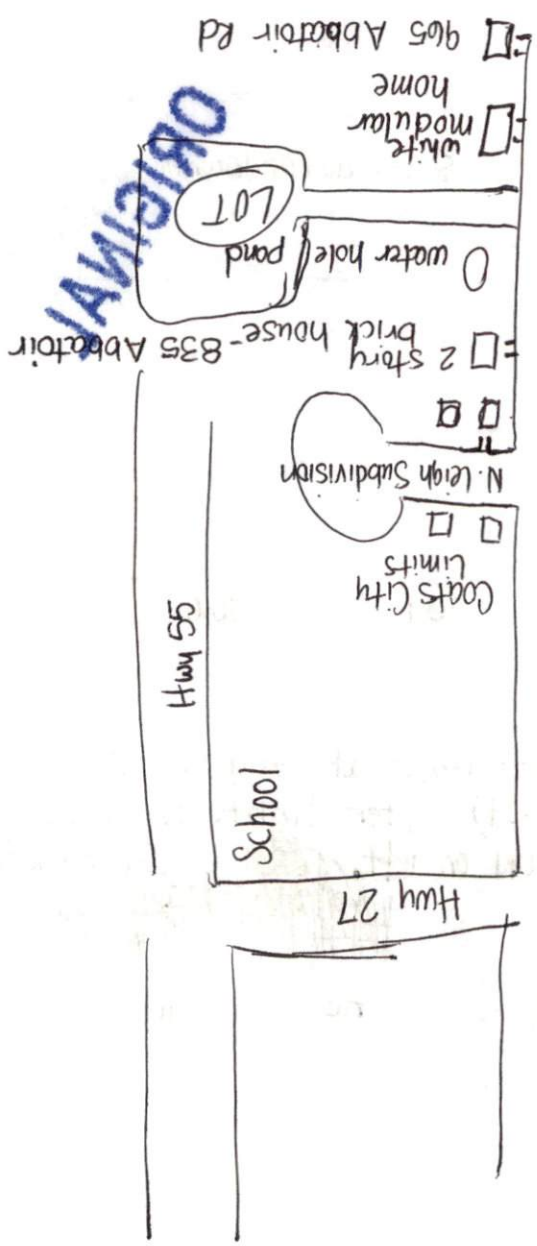 Hwy 27
School
Hwy 55
Coats City
Limits
N. Leigh Subdivision
2 story
brick house - 835 Abbatoir
water hole / pond
LOT
white
modular
home
965 Abbatoir Rd
ORIGINAL